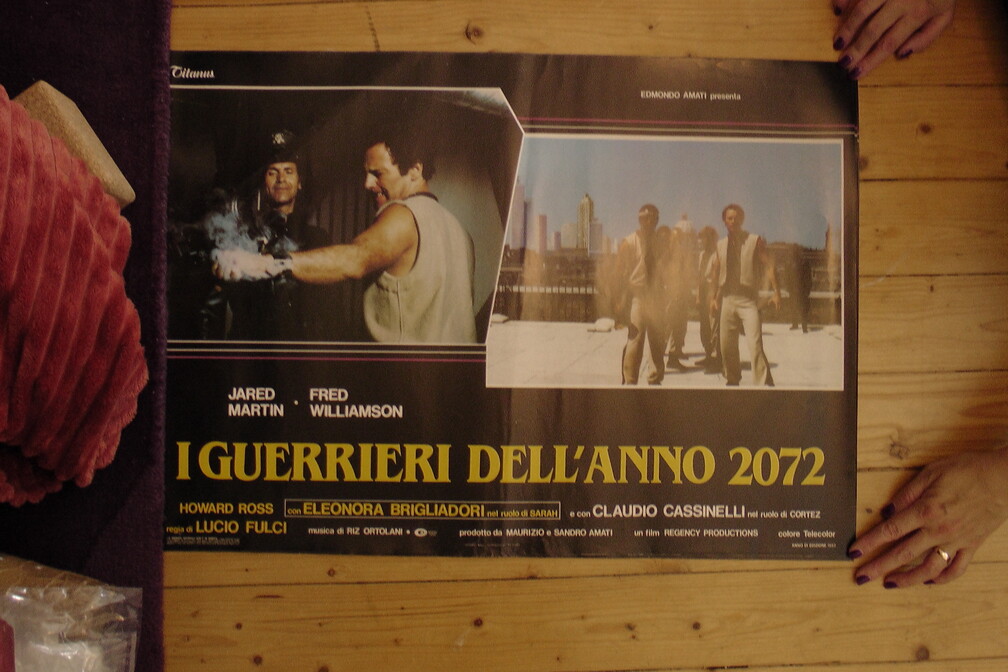 Titanus
EDMONDO AMATI presenta
JARED MARTIN · FRED WILLIAMSON
I GUERRIERI DELL'ANNO 2072
HOWARD ROSS con ELEONORA BRIGLIADORI nel ruolo di SARAH e con CLAUDIO CASSINELLI nel ruolo di CORTEZ
regia di LUCIO FULCI musica di RIZ ORTOLANI prodotto da MAURIZIO e SANDRO AMATI un film REGENCY PRODUCTIONS colore Telecolor